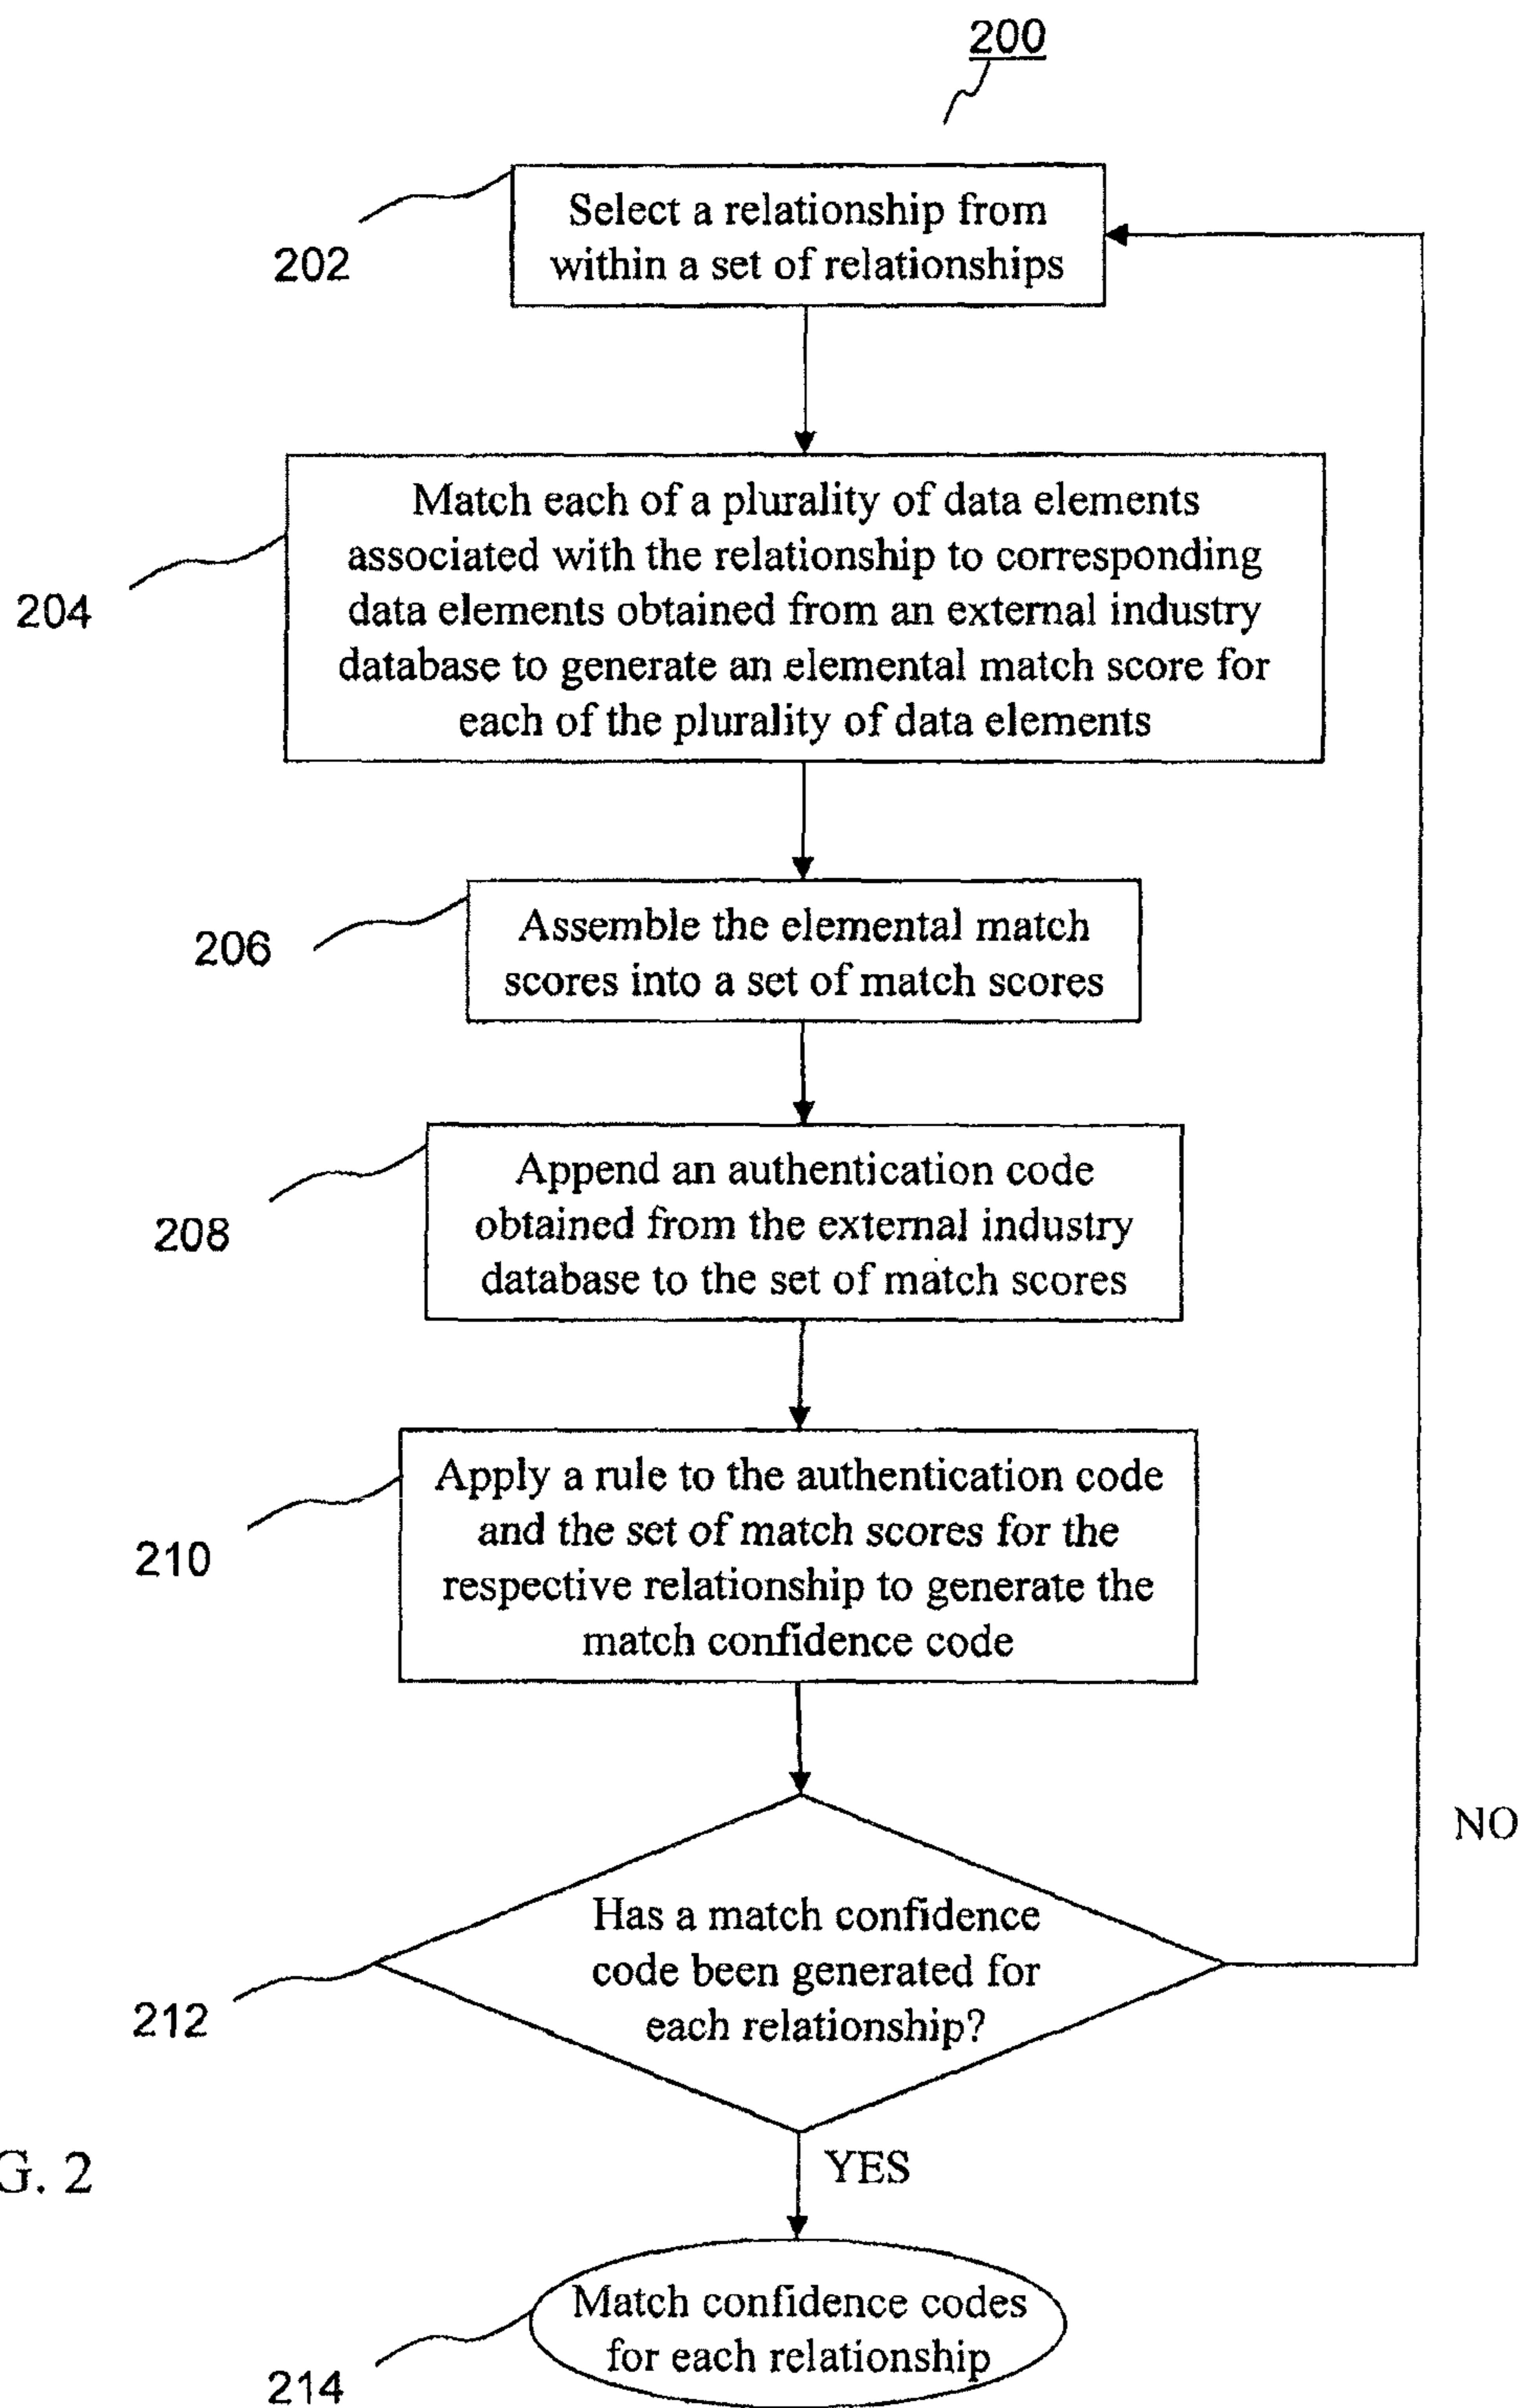 200
202
Select a relationship from
within a set of relationships
204
Match each of a plurality of data elements
associated with the relationship to corresponding
data elements obtained from an external industry
database to generate an elemental match score for
each of the plurality of data elements
206
Assemble the elemental match
scores into a set of match scores
208
Append an authentication code
obtained from the external industry
database to the set of match scores
210
Apply a rule to the authentication code
and the set of match scores for the
respective relationship to generate the
match confidence code
NO
212
Has a match confidence
code been generated for
each relationship?
YES
G. 2
214
Match confidence codes
for each relationship